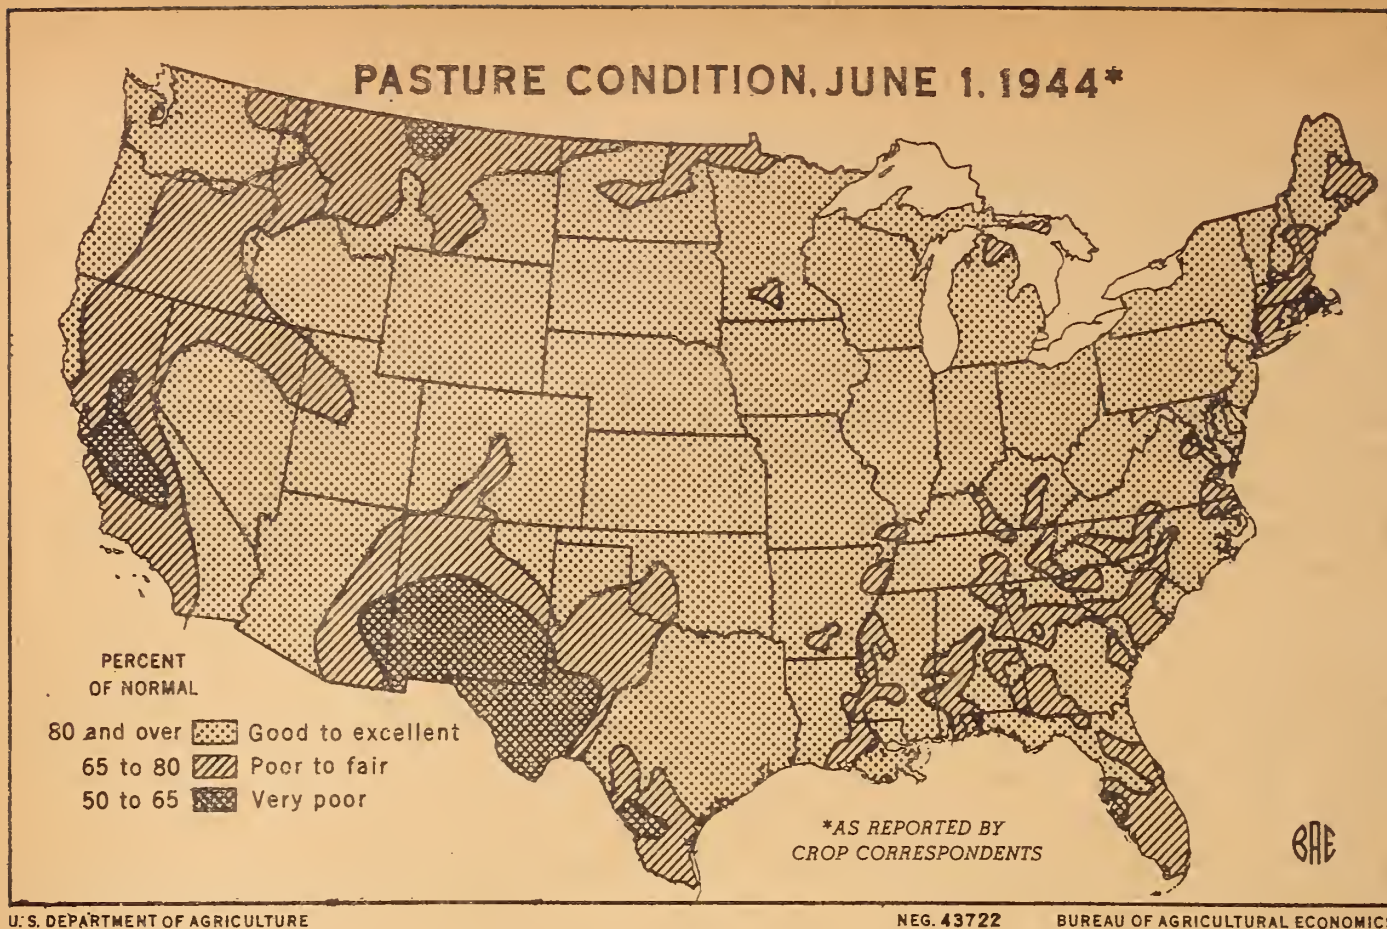 PASTURE CONDITION, JUNE 1, 1944*
PERCENT
OF NORMAL
80 and over Good to excellent
65 to 80 Poor to fair
50 to 65 Very poor
*AS REPORTED BY
CROP CORRESPONDENTS
BAE
U. S. DEPARTMENT OF AGRICULTURE
NEG. 43722 BUREAU OF AGRICULTURAL ECONOMICS